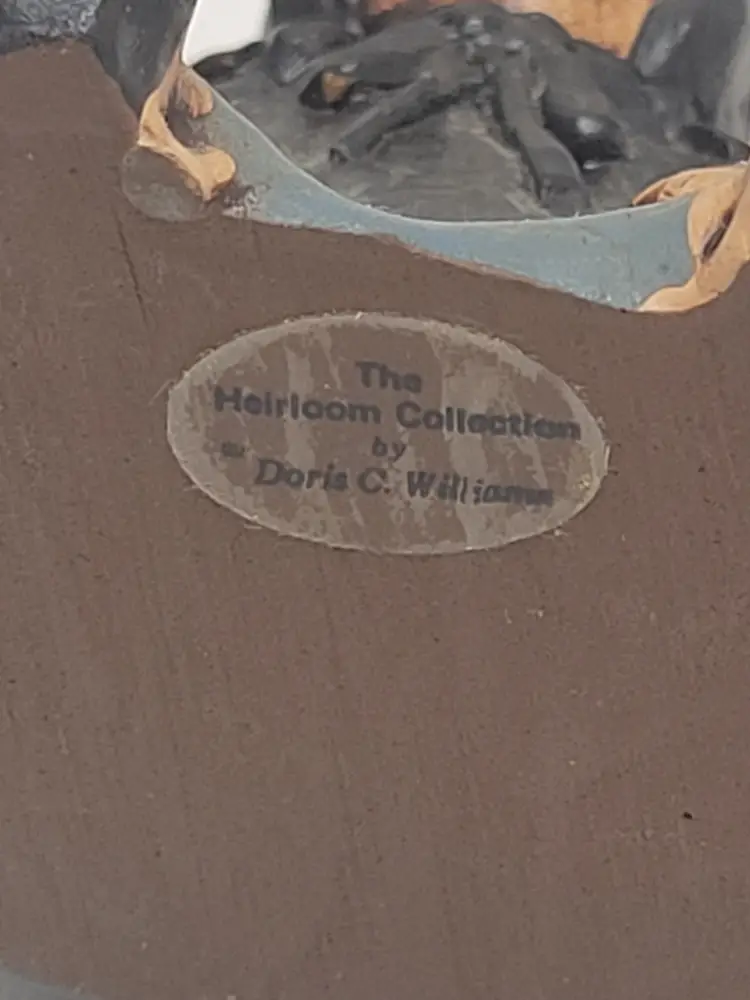 The
Heirloom Collection
by
Doris C. Williams